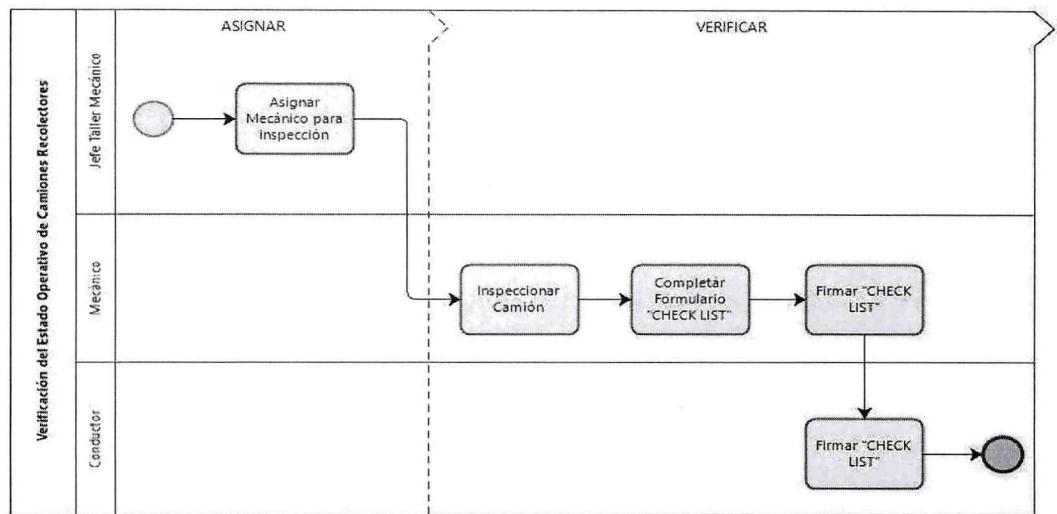 ASIGNAR
VERIFICAR
Verificación del Estado Operativo de Camiones Recolectores
Jefe Taller Mecánico
Asignar
Mecánico para
inspección
Mecánico
Inspeccionar
Camión
Completar
Formulario
"CHECK LIST"
Firmar "CHECK
LIST"
Conductor
Firmar "CHECK
LIST"